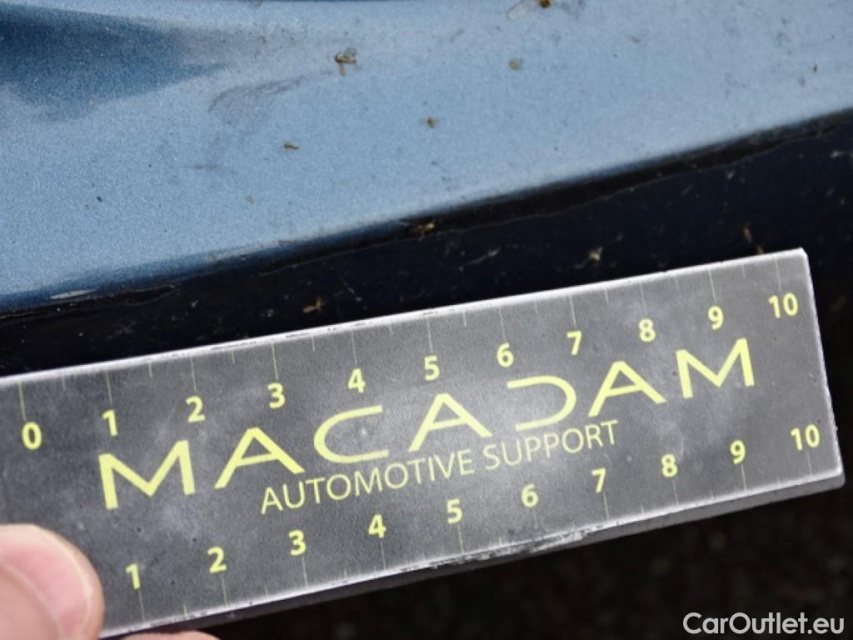 0 1 2 3 4 5 6 7 8 9 10
MACADAM
AUTOMOTIVE SUPPORT
1 2 3 4 5 6 7 8 9 10
CarOutlet.eu